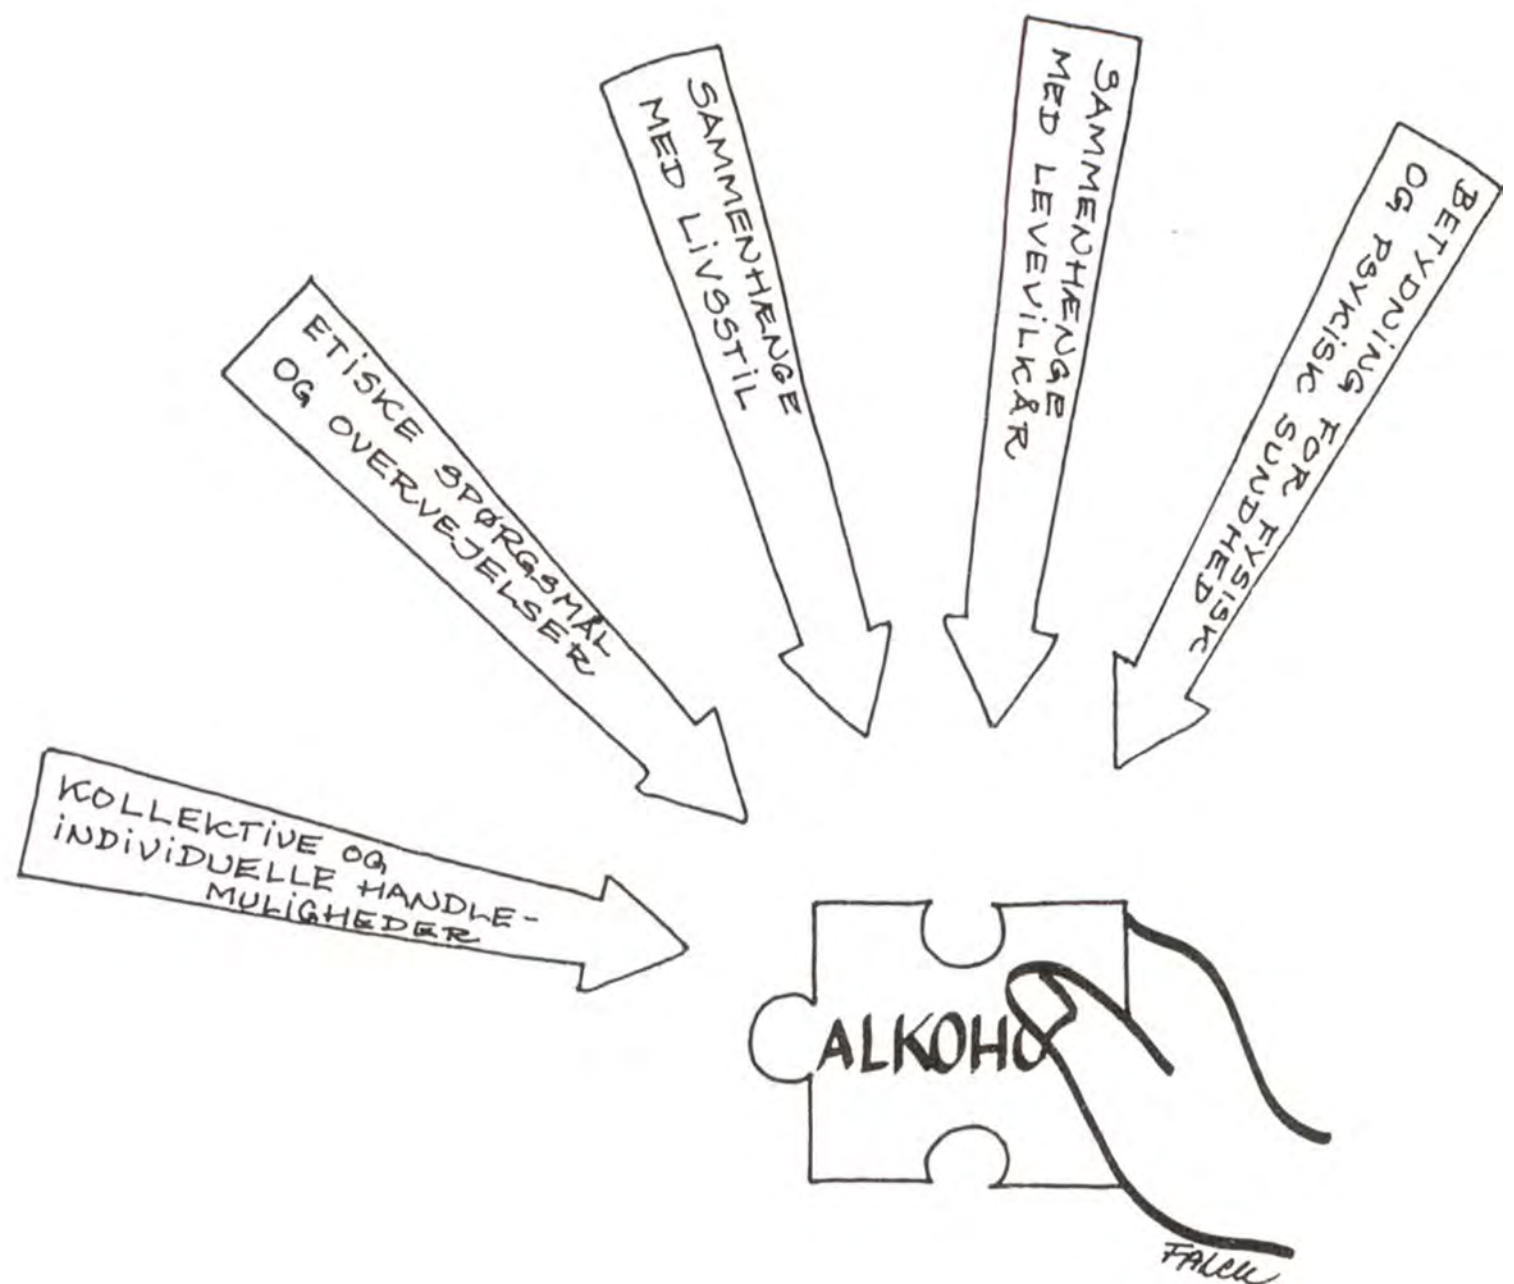 SAMMENHÆNGE
MED LEVEVILKÅR
SAMMENHÆNGE
MED LIVSSTIL
BETYDNING FOR FYSISK
OG PSYKISK SUNDHED
ETISKE SPØRGSMÅL
OG OVERVEJELSER
KOLLEKTIVE OG
INDIVIDUELLE HANDLE-
MULIGHEDER
ALKOHO
FALCK